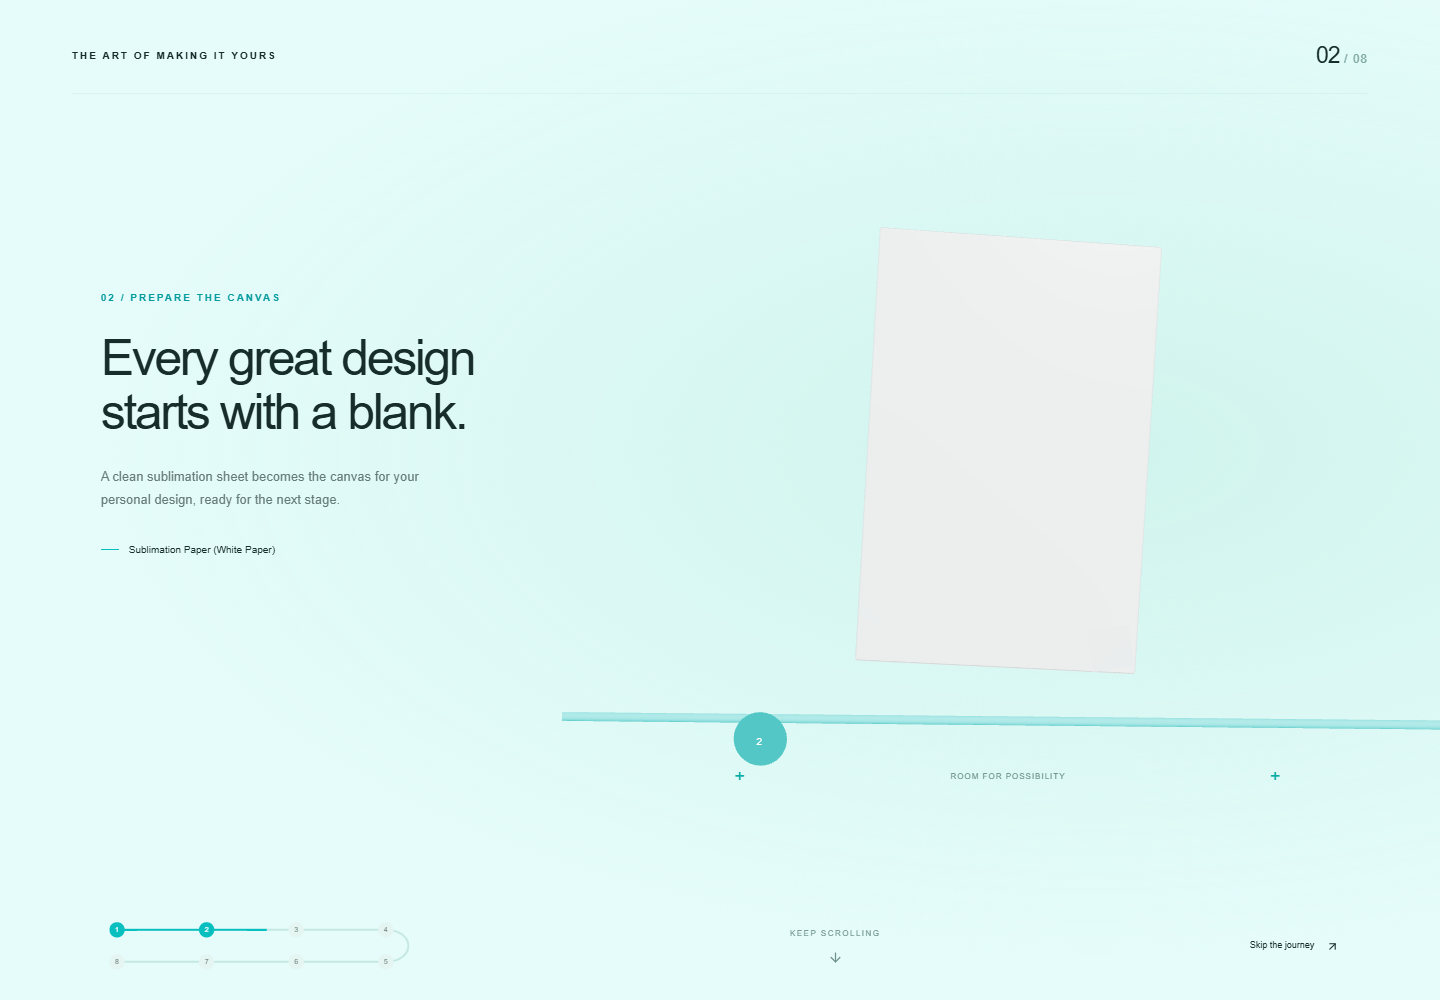 THE ART OF MAKING IT YOURS
02 / 08
02 / PREPARE THE CANVAS
Every great design
starts with a blank.
A clean sublimation sheet becomes the canvas for your
personal design, ready for the next stage.
Sublimation Paper (White Paper)
2
+ ROOM FOR POSSIBILITY +
1 2 3 4
8 7 6 5
KEEP SCROLLING
Skip the journey